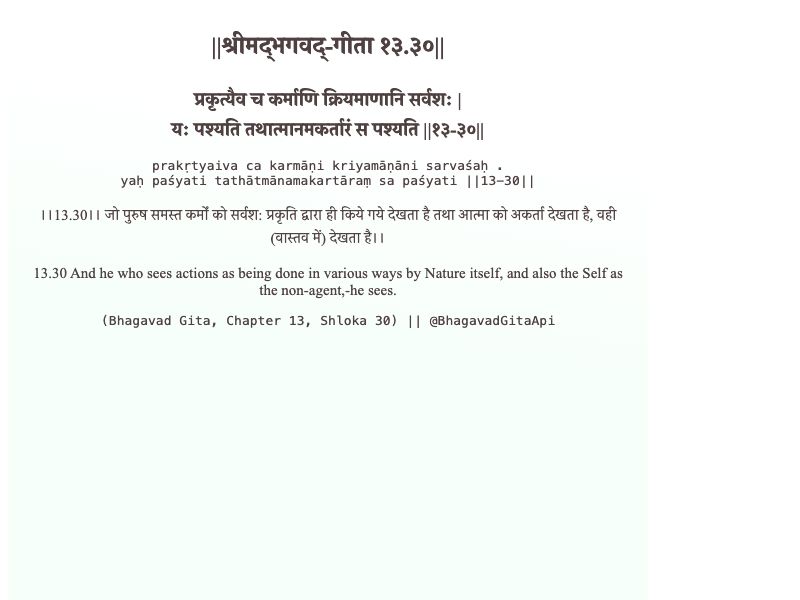 ||श्रीमद्‍भगवद्-गीता १३.३०||
प्रकृत्यैव च कर्माणि क्रियमाणानि सर्वशः |
यः पश्यति तथात्मानमकर्तारं स पश्यति ||१३-३०||
prakṛtyaiva ca karmāṇi kriyamāṇāni sarvaśaḥ .
yaḥ paśyati tathātmānamakartāraṃ sa paśyati ||13-30||
।।13.30।। जो पुरुष समस्त कर्मों को सर्वश: प्रकृति द्वारा ही किये गये देखता है तथा आत्मा को अकर्ता देखता है, वही
(वास्तव में) देखता है।।
13.30 And he who sees actions as being done in various ways by Nature itself, and also the Self as
the non-agent,-he sees.
(Bhagavad Gita, Chapter 13, Shloka 30) || @BhagavadGitaApi